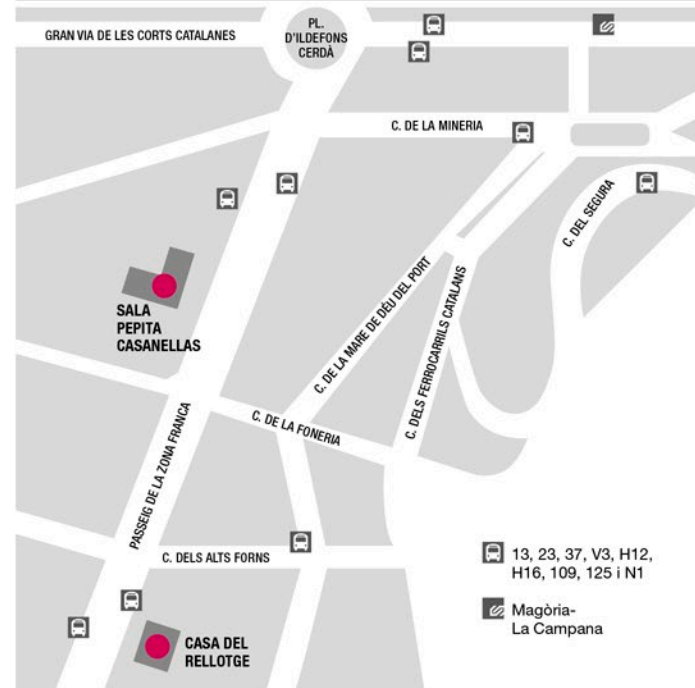 PL.
D'ILDEFONS
CERDÀ
GRAN VIA DE LES CORTS CATALANES
C. DE LA MINERIA
C. DEL SEGURA
C. DE LA MARE DE DÉU DEL PORT
C. DELS FERROCARRILS CATALANS
SALA
PEPITA
CASANELLAS
C. DE LA FONERIA
PASSEIG DE LA ZONA FRANCA
C. DELS ALTS FORNS
13, 23, 37, V3, H12,
H16, 109, 125 i N1
Magòria-
La Campana
CASA DEL
RELLOTGE